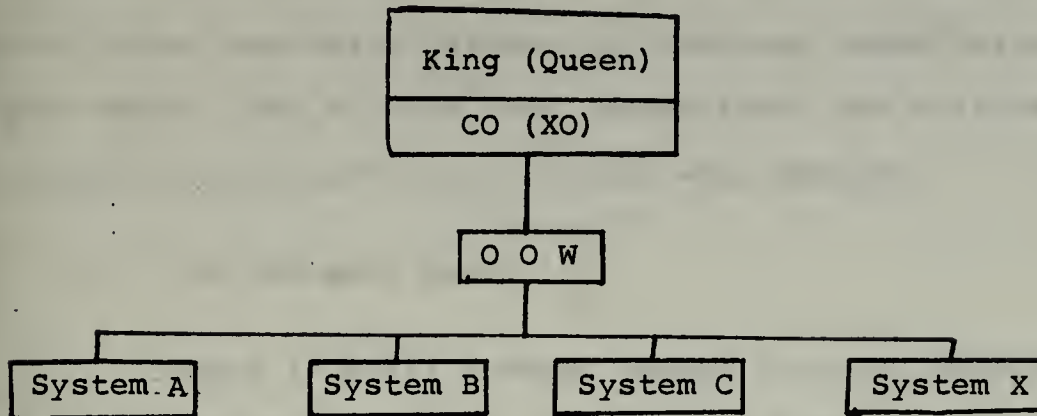 King (Queen)
CO (XO)
O O W
System A
System B
System C
System X